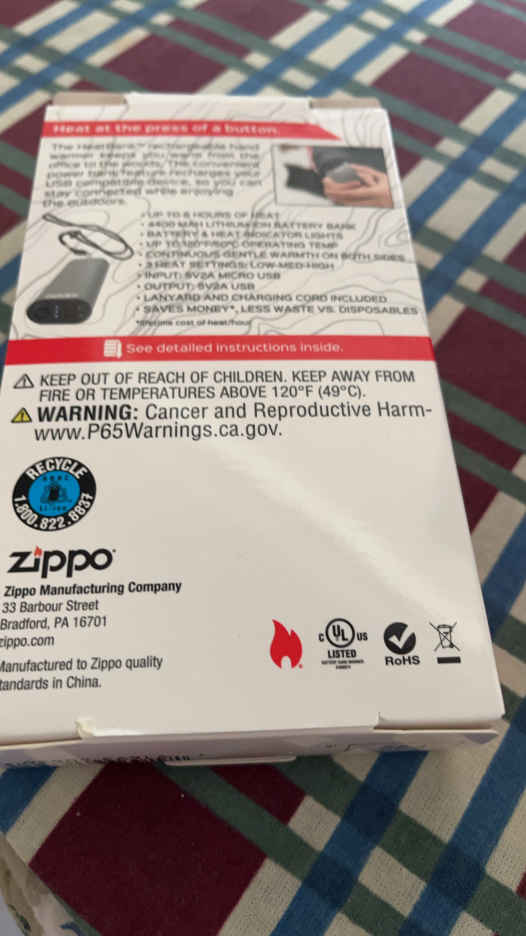 Heat at the press of a button.
The HeatBank™ rechargeable hand
warmer keeps you warm from the
office to the woods. The convenient
power bank feature recharges your
USB compatible device, so you can
stay connected while enjoying
the outdoors.
• UP TO 6 HOURS OF HEAT
• 4400 MAH LITHIUM ION BATTERY BANK
• BATTERY & HEAT INDICATOR LIGHTS
• UP TO 120°F/50°C OPERATING TEMP
• CONTINUOUS GENTLE WARMTH ON BOTH SIDES
• 3 HEAT SETTINGS: LOW-MED-HIGH
• INPUT: 5V2A MICRO USB
• OUTPUT: 5V2A USB
• LANYARD AND CHARGING CORD INCLUDED
• SAVES MONEY*, LESS WASTE VS. DISPOSABLES
*lifetime cost of heat/hour
See detailed instructions inside.
KEEP OUT OF REACH OF CHILDREN. KEEP AWAY FROM
FIRE OR TEMPERATURES ABOVE 120°F (49°C).
WARNING: Cancer and Reproductive Harm-
www.P65Warnings.ca.gov.
RECYCLE
Li-ion
1.800.822.8837
zippo
Zippo Manufacturing Company
33 Barbour Street
Bradford, PA 16701
zippo.com
Manufactured to Zippo quality
standards in China.
C UL US
LISTED
RoHS